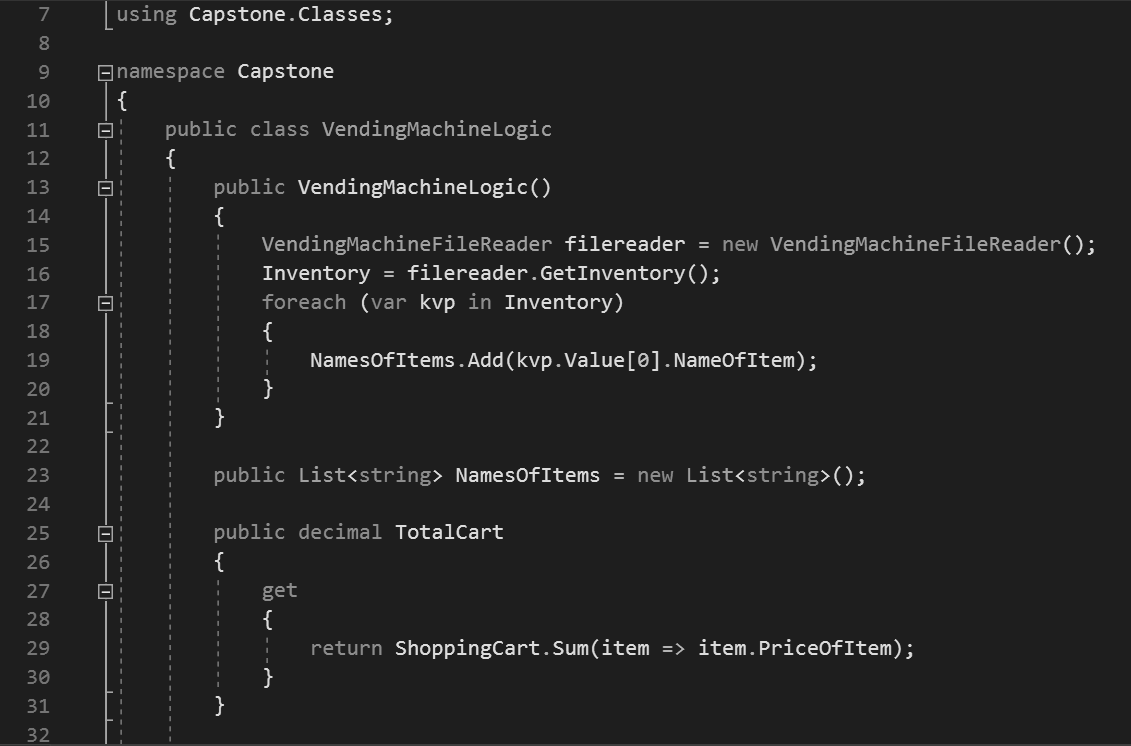 7 using Capstone.Classes;
8
9 namespace Capstone
10 {
11 public class VendingMachineLogic
12 {
13 public VendingMachineLogic()
14 {
15 VendingMachineFileReader filereader = new VendingMachineFileReader();
16 Inventory = filereader.GetInventory();
17 foreach (var kvp in Inventory)
18 {
19 NamesOfItems.Add(kvp.Value[0].NameOfItem);
20 }
21 }
22
23 public List<string> NamesOfItems = new List<string>();
24
25 public decimal TotalCart
26 {
27 get
28 {
29 return ShoppingCart.Sum(item => item.PriceOfItem);
30 }
31 }
32